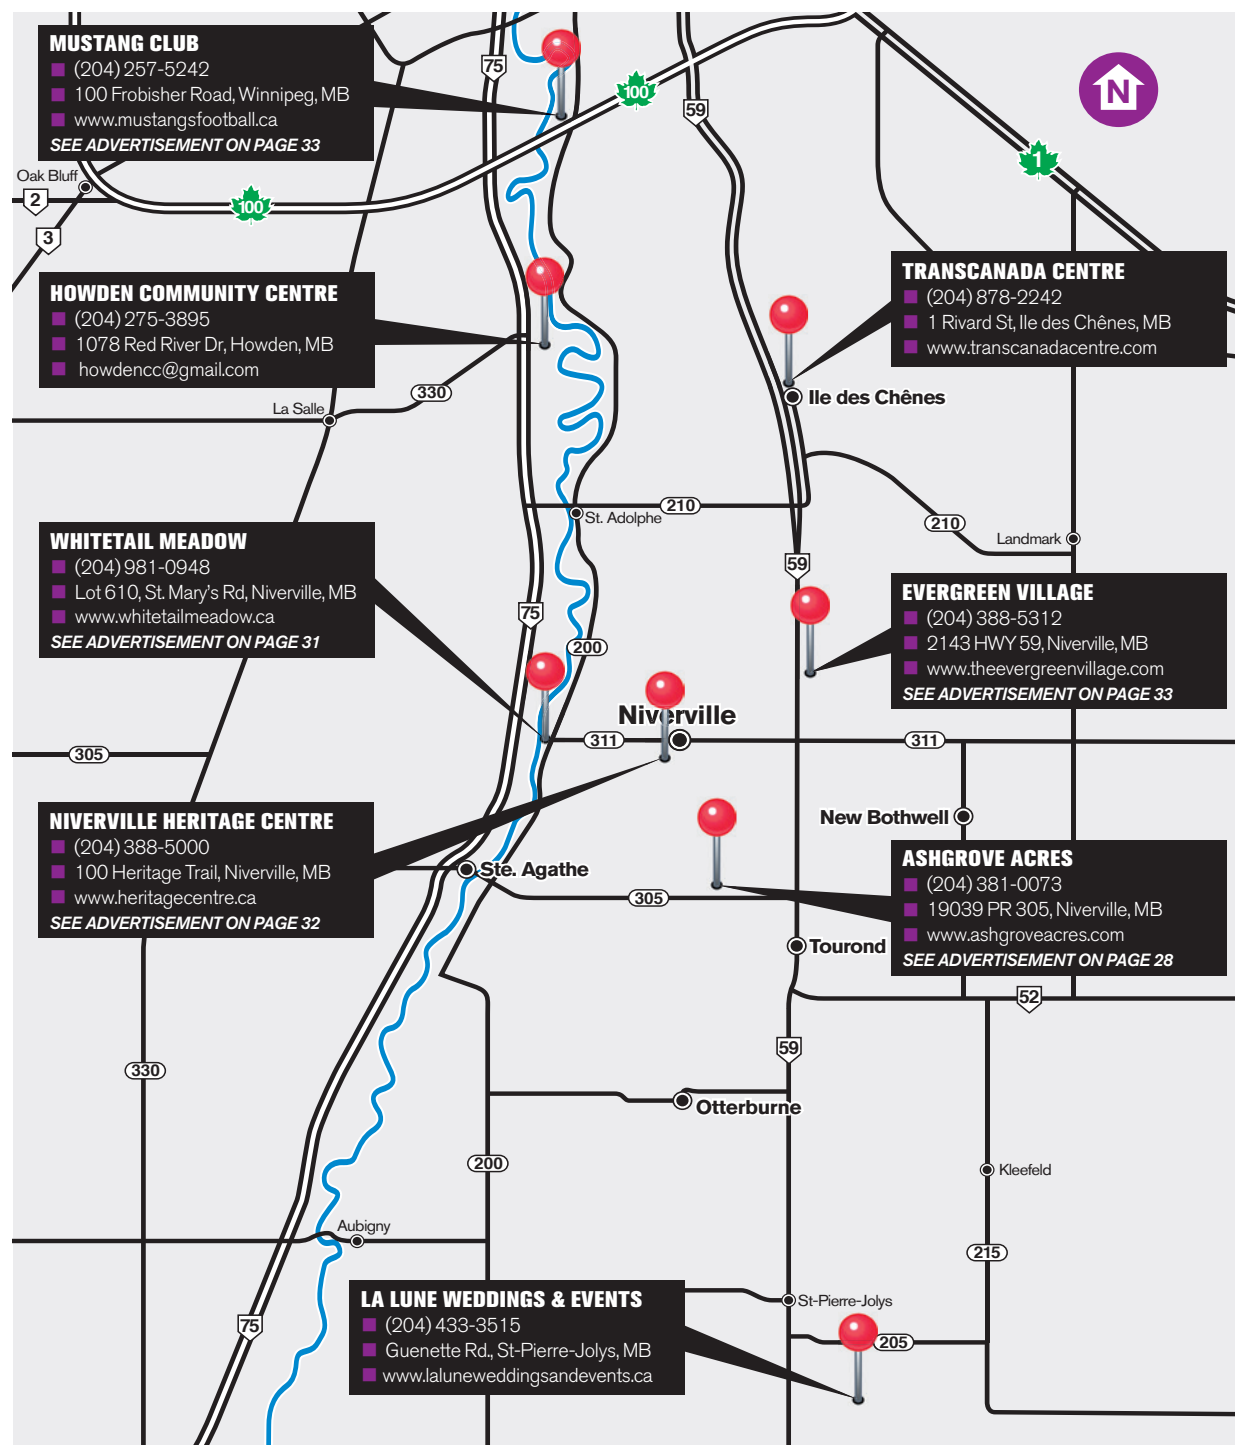 MUSTANG CLUB
(204) 257-5242
100 Frobisher Road, Winnipeg, MB
www.mustangsfootball.ca
SEE ADVERTISEMENT ON PAGE 33
75
100
59
N
1
Oak Bluff
2
100
3
HOWDEN COMMUNITY CENTRE
(204) 275-3895
1078 Red River Dr, Howden, MB
howdencc@gmail.com
TRANSCANADA CENTRE
(204) 878-2242
1 Rivard St, Ile des Chênes, MB
www.transcanadacentre.com
330
Ile des Chênes
La Salle
210
St. Adolphe
210
Landmark
WHITETAIL MEADOW
(204) 981-0948
Lot 610, St. Mary's Rd, Niverville, MB
www.whitetailmeadow.ca
SEE ADVERTISEMENT ON PAGE 31
59
75
200
EVERGREEN VILLAGE
(204) 388-5312
2143 HWY 59, Niverville, MB
www.theevergreenvillage.com
SEE ADVERTISEMENT ON PAGE 33
Niverville
311
311
305
NIVERVILLE HERITAGE CENTRE
(204) 388-5000
100 Heritage Trail, Niverville, MB
www.heritagecentre.ca
SEE ADVERTISEMENT ON PAGE 32
New Bothwell
Ste. Agathe
305
ASHGROVE ACRES
(204) 381-0073
19039 PR 305, Niverville, MB
www.ashgroveacres.com
SEE ADVERTISEMENT ON PAGE 28
Tourond
52
59
330
Otterburne
200
Kleefeld
Aubigny
215
LA LUNE WEDDINGS & EVENTS
(204) 433-3515
Guenette Rd., St-Pierre-Jolys, MB
www.laluneweddingsandevents.ca
St-Pierre-Jolys
75
205